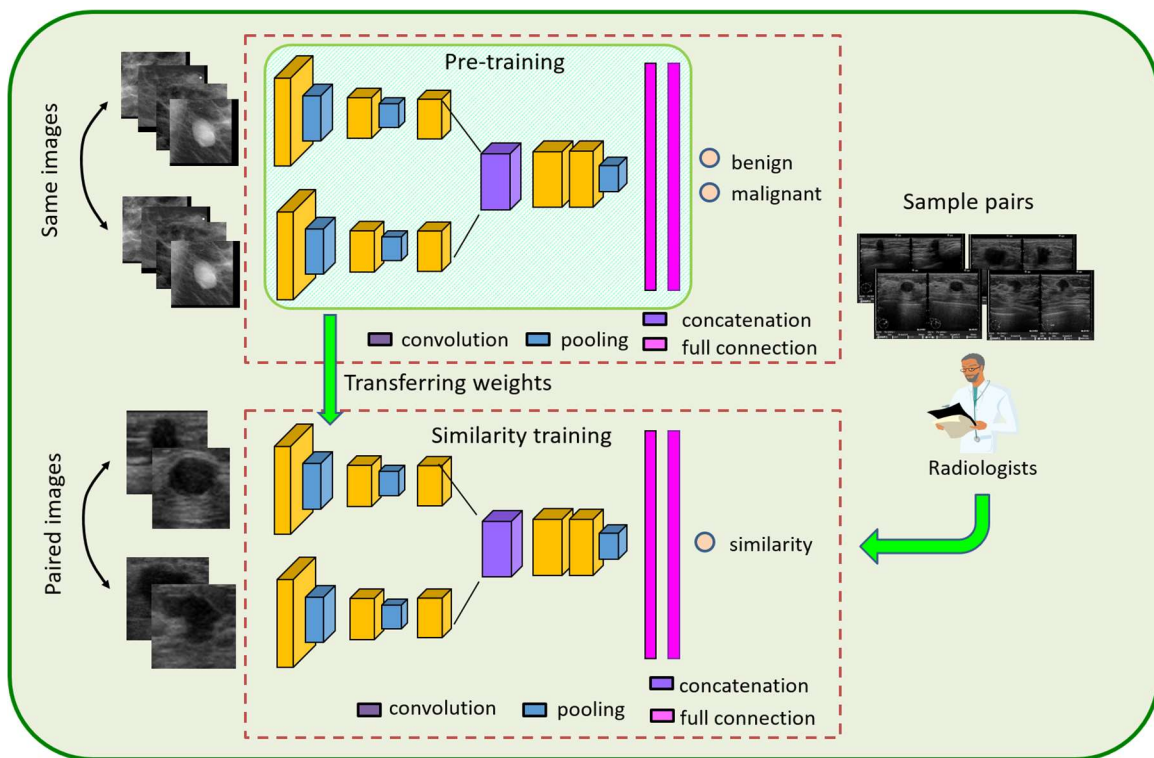 Same images
Pre-training
benign
malignant
Sample pairs
convolution
pooling
concatenation
full connection
Transferring weights
Paired images
Similarity training
similarity
Radiologists
convolution
pooling
concatenation
full connection